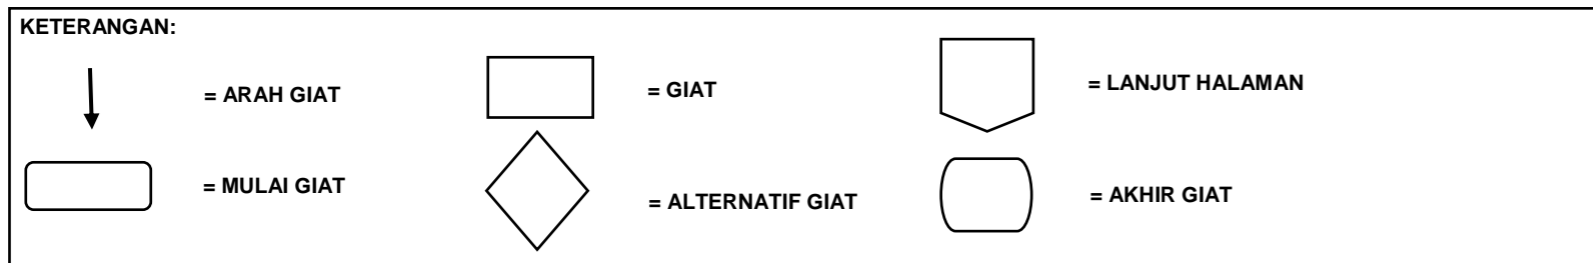 KETERANGAN:
= ARAH GIAT
= GIAT
= LANJUT HALAMAN
= MULAI GIAT
= ALTERNATIF GIAT
= AKHIR GIAT